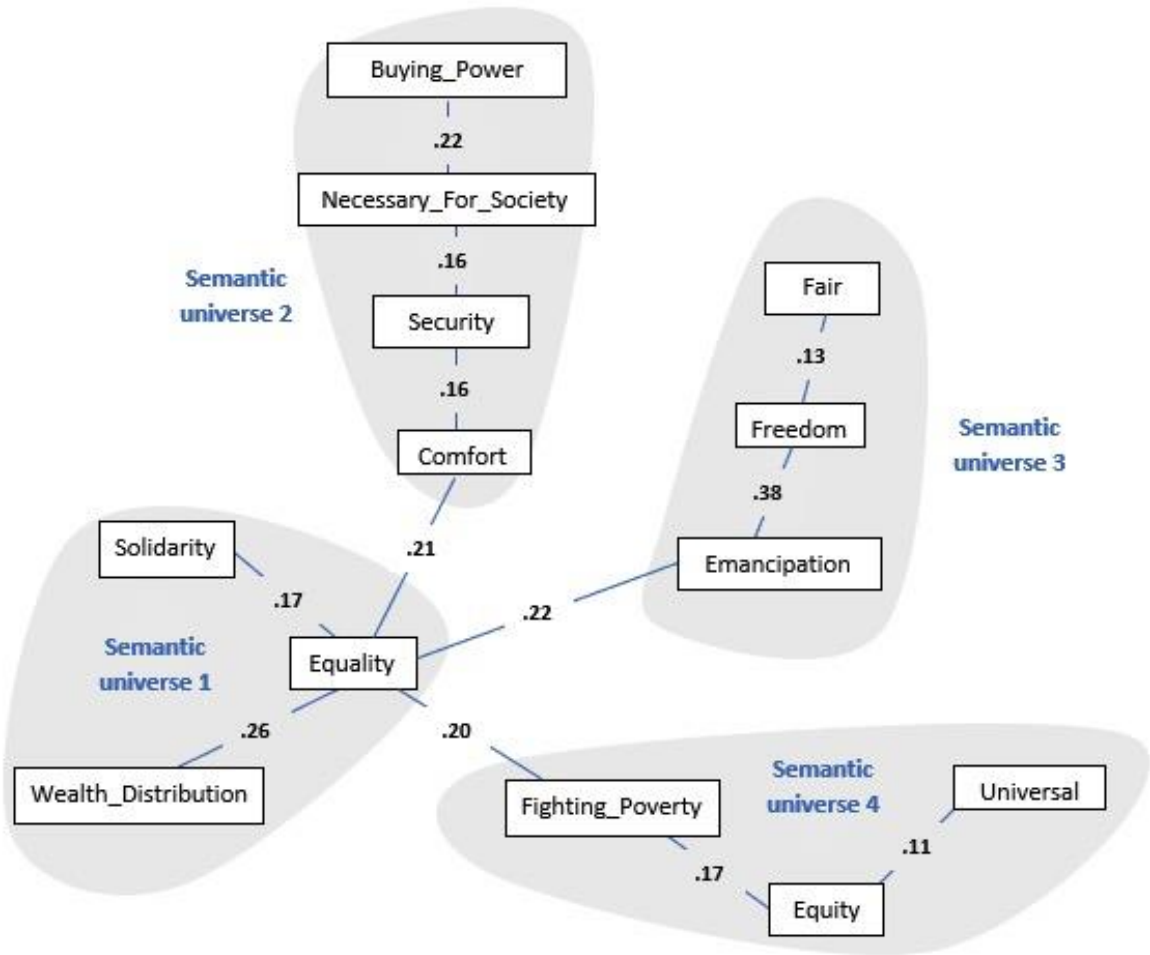 Buying_Power
.22
Necessary_For_Society
.16
Semantic
universe 2
Security
.16
Comfort
Fair
.13
Freedom
Semantic
universe 3
.38
Emancipation
Solidarity
.21
.17
.22
Semantic
universe 1
Equality
.26
.20
Wealth_Distribution
Fighting_Poverty
Semantic
universe 4
Universal
.17
.11
Equity